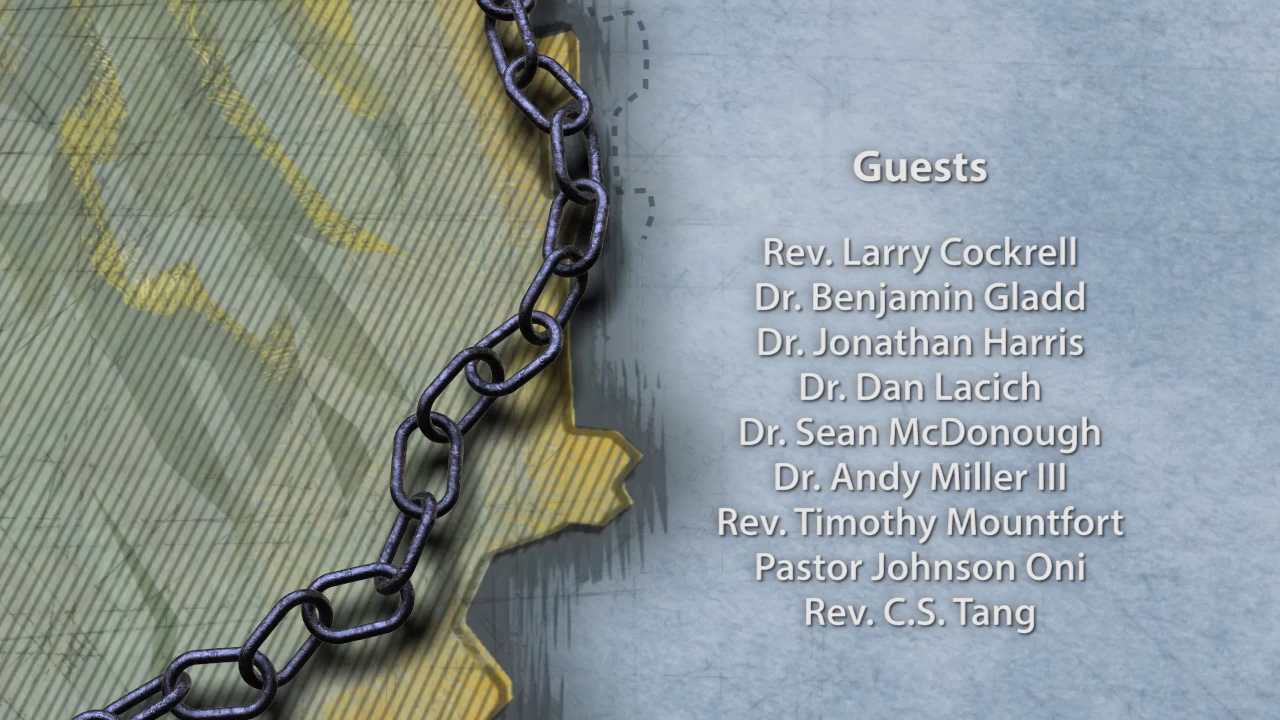 Guests
Rev. Larry Cockrell
Dr. Benjamin Gladd
Dr. Jonathan Harris
Dr. Dan Lacich
Dr. Sean McDonough
Dr. Andy Miller III
Rev. Timothy Mountfort
Pastor Johnson Oni
Rev. C.S. Tang